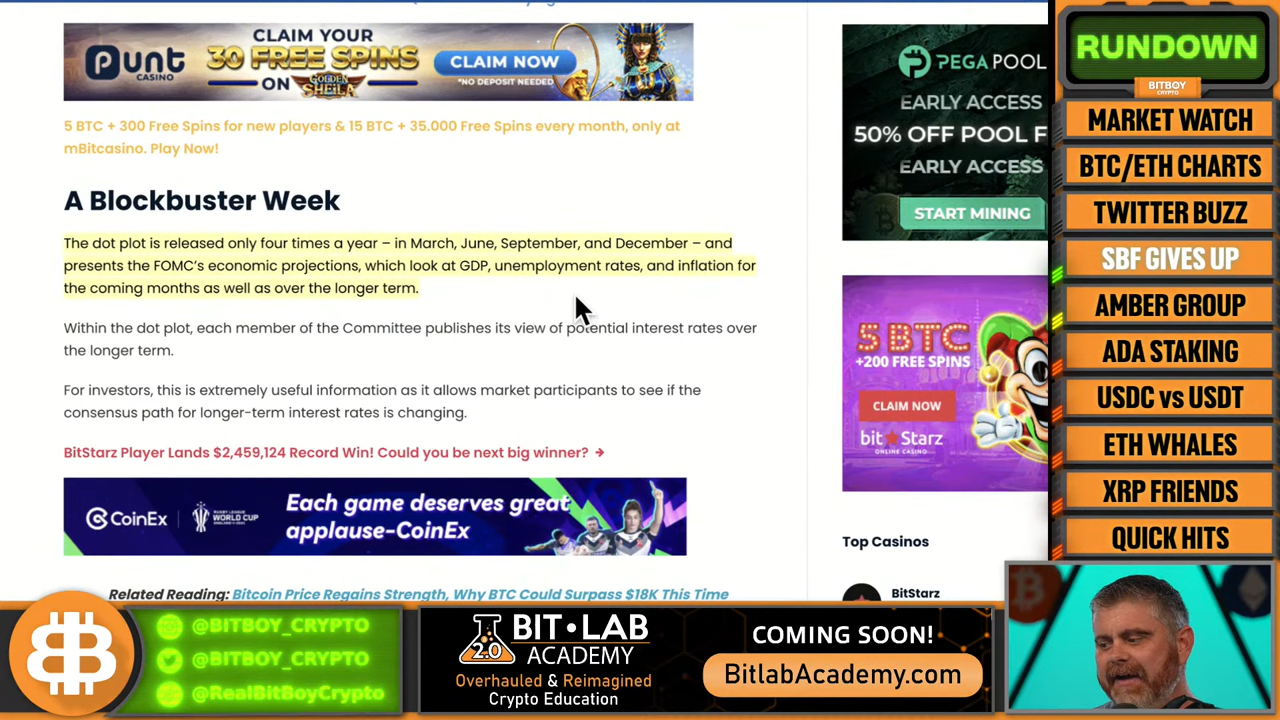 PUNT
CASINO
CLAIM YOUR
30 FREE SPINS
ON GOLDEN SHEILA
CLAIM NOW
*NO DEPOSIT NEEDED
5 BTC + 300 Free Spins for new players & 15 BTC + 35.000 Free Spins every month, only at
mBitcasino. Play Now!
A Blockbuster Week
The dot plot is released only four times a year – in March, June, September, and December – and
presents the FOMC's economic projections, which look at GDP, unemployment rates, and inflation for
the coming months as well as over the longer term.
Within the dot plot, each member of the Committee publishes its view of potential interest rates over
the longer term.
For investors, this is extremely useful information as it allows market participants to see if the
consensus path for longer-term interest rates is changing.
BitStarz Player Lands $2,459,124 Record Win! Could you be next big winner? →
CoinEx
RUGBY LEAGUE
WORLD CUP
Each game deserves great
applause-CoinEx
Related Reading: Bitcoin Price Regains Strength, Why BTC Could Surpass $18K This Time
PEGA POOL
EARLY ACCESS
50% OFF POOL F
EARLY ACCESS
START MINING
5 BTC
+200 FREE SPINS
CLAIM NOW
bit★Starz
ONLINE CASINO
Top Casinos
BitStarz
RUNDOWN
BITBOY
CRYPTO
MARKET WATCH
BTC/ETH CHARTS
TWITTER BUZZ
SBF GIVES UP
AMBER GROUP
ADA STAKING
USDC vs USDT
ETH WHALES
XRP FRIENDS
QUICK HITS
@BITBOY_CRYPTO
@BITBOY_CRYPTO
@RealBitBoyCrypto
2.0
BIT•LAB
ACADEMY
Overhauled & Reimagined
Crypto Education
COMING SOON!
BitlabAcademy.com